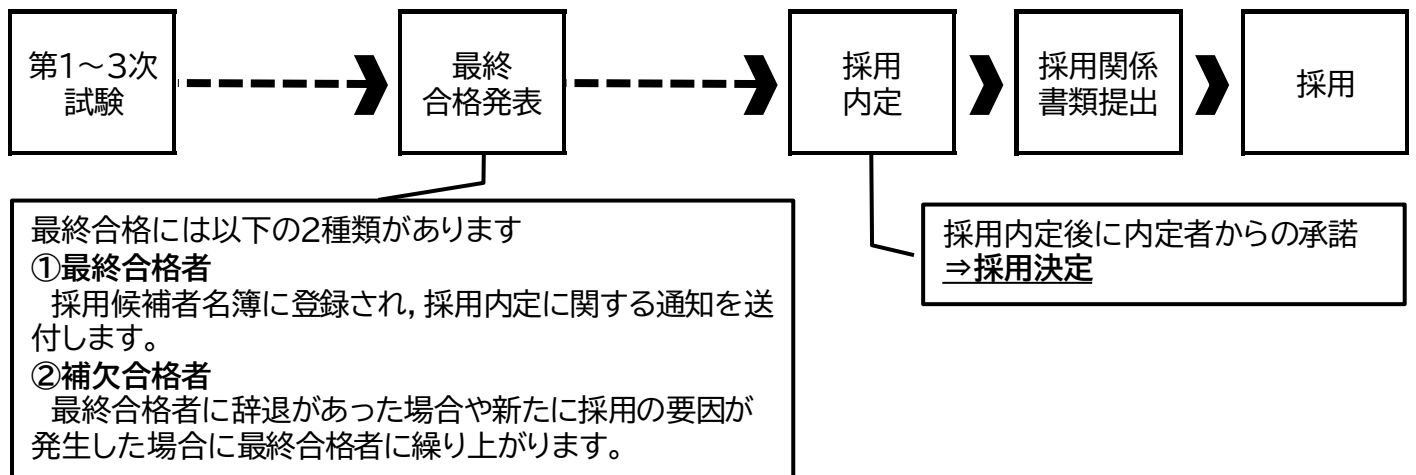 第1～3次
試験
最終
合格発表
採用
内定
採用関係
書類提出
採用
最終合格には以下の2種類があります
①最終合格者
採用候補者名簿に登録され，採用内定に関する通知を送
付します。
②補欠合格者
最終合格者に辞退があった場合や新たに採用の要因が
発生した場合に最終合格者に繰り上がります。
採用内定後に内定者からの承諾
⇒採用決定